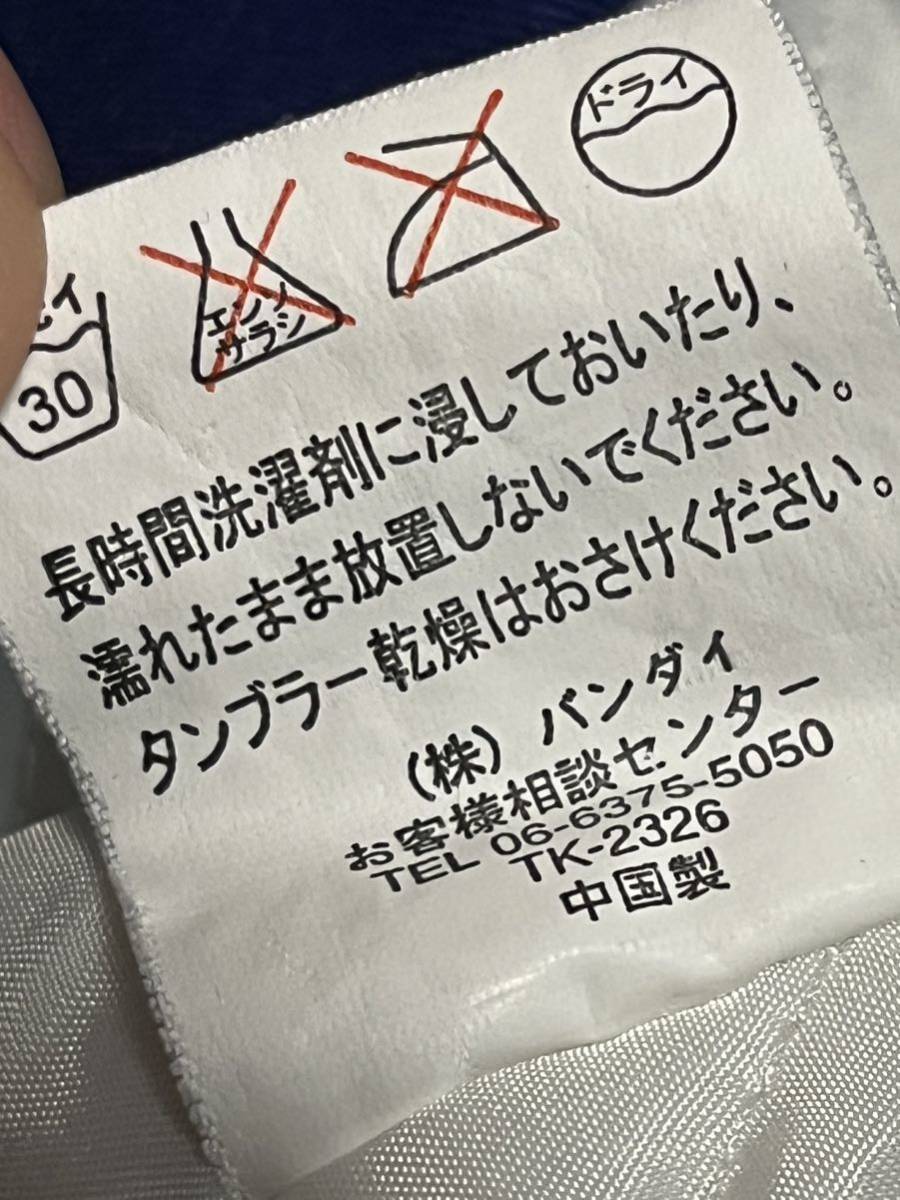 ドライ
エンソ
サラシ
30
長時間洗濯剤に浸しておいたり、
濡れたまま放置しないでください。
タンブラー乾燥はおさけください。
(株) バンダイ
お客様相談センター
TEL 06-6375-5050
TK-2326
中国製